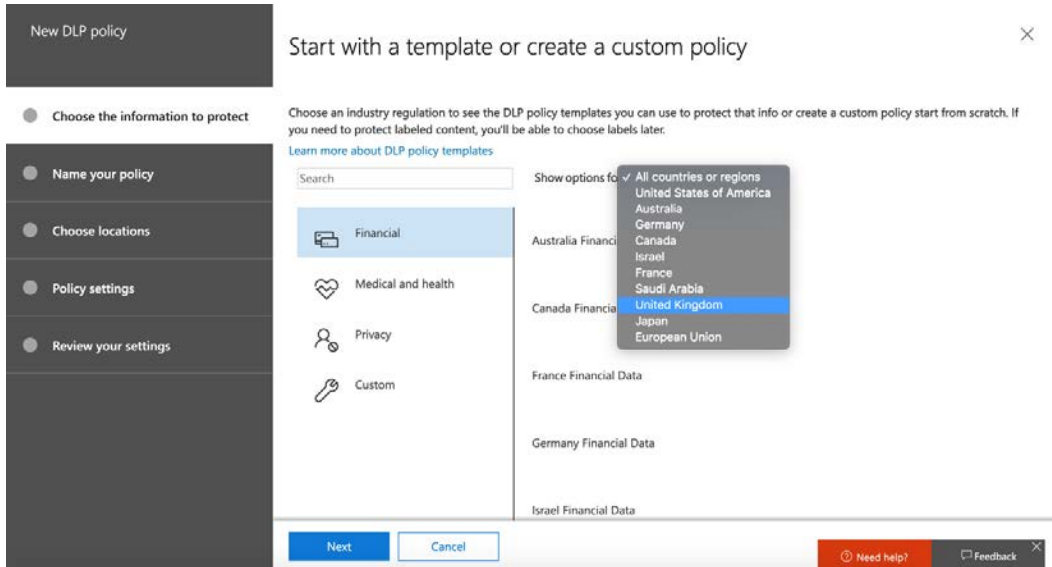 New DLP policy
Choose the information to protect
Name your policy
Choose locations
Policy settings
Review your settings
Start with a template or create a custom policy
Choose an industry regulation to see the DLP policy templates you can use to protect that info or create a custom policy start from scratch. If
you need to protect labeled content, you'll be able to choose labels later.
Learn more about DLP policy templates
Search
Financial
Medical and health
Privacy
Custom
Show options fo
✓ All countries or regions
United States of America
Australia
Germany
Canada
Israel
France
Saudi Arabia
United Kingdom
Japan
European Union
Australia Financi
Canada Financia
France Financial Data
Germany Financial Data
Israel Financial Data
Next
Cancel
Need help?
Feedback